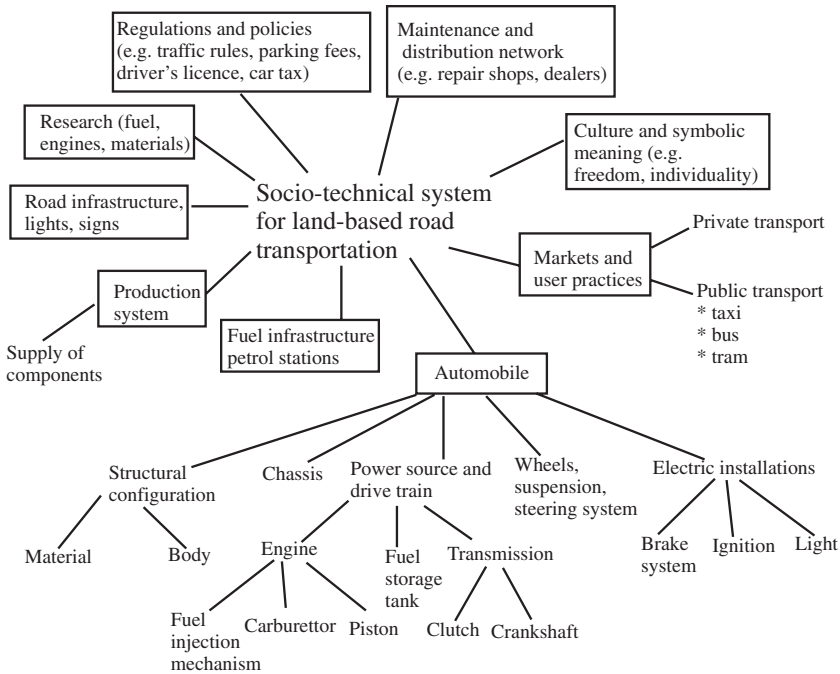 Regulations and policies
(e.g. traffic rules, parking fees,
driver's licence, car tax)
Maintenance and
distribution network
(e.g. repair shops, dealers)
Research (fuel,
engines, materials)
Culture and symbolic
meaning (e.g.
freedom, individuality)
Socio-technical system
for land-based road
transportation
Road infrastructure,
lights, signs
Markets and
user practices
Private transport
Public transport
* taxi
* bus
* tram
Production
system
Supply of
components
Fuel infrastructure
petrol stations
Automobile
Structural
configuration
Chassis
Power source and
drive train
Wheels,
suspension,
steering system
Electric installations
Material
Body
Engine
Fuel
storage
tank
Transmission
Brake
system
Ignition
Light
Fuel
injection
mechanism
Carburettor
Piston
Clutch
Crankshaft